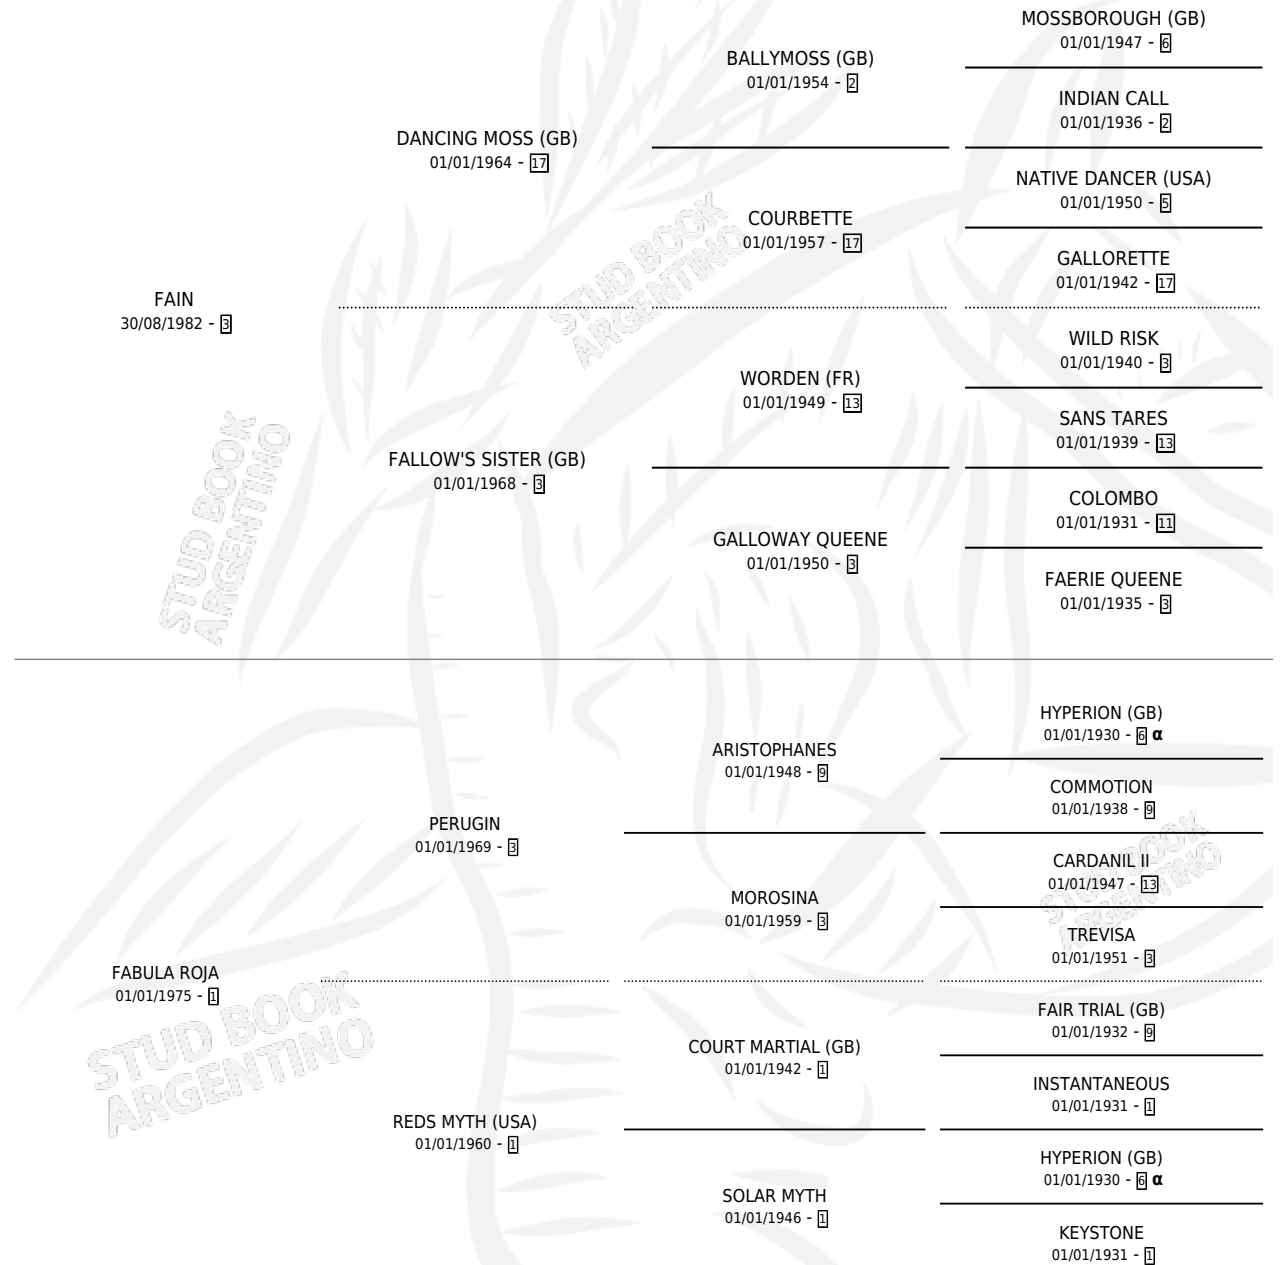 MOSSBOROUGH (GB)
01/01/1947 - 6
BALLYMOSS (GB)
01/01/1954 - 2
INDIAN CALL
01/01/1936 - 2
DANCING MOSS (GB)
01/01/1964 - 17
NATIVE DANCER (USA)
01/01/1950 - 5
COURBETTE
01/01/1957 - 17
GALLORETTE
01/01/1942 - 17
STUD BOOK
ARGENTINO
FAIN
30/08/1982 - 3
WILD RISK
01/01/1940 - 3
WORDEN (FR)
01/01/1949 - 13
SANS TARES
01/01/1939 - 13
FALLOW'S SISTER (GB)
01/01/1968 - 3
COLOMBO
01/01/1931 - 11
GALLOWAY QUEENE
01/01/1950 - 3
FAERIE QUEENE
01/01/1935 - 3
STUD BOOK
ARGENTINO
HYPERION (GB)
01/01/1930 - 6 α
ARISTOPHANES
01/01/1948 - 9
COMMOTION
01/01/1938 - 9
PERUGIN
01/01/1969 - 3
CARDANIL II
01/01/1947 - 13
MOROSINA
01/01/1959 - 3
TREVISA
01/01/1951 - 3
STUD BOOK
ARGENTINO
FABULA ROJA
01/01/1975 - 1
FAIR TRIAL (GB)
01/01/1932 - 9
COURT MARTIAL (GB)
01/01/1942 - 1
INSTANTANEOUS
01/01/1931 - 1
STUD BOOK
ARGENTINO
REDS MYTH (USA)
01/01/1960 - 1
HYPERION (GB)
01/01/1930 - 6 α
SOLAR MYTH
01/01/1946 - 1
KEYSTONE
01/01/1931 - 1